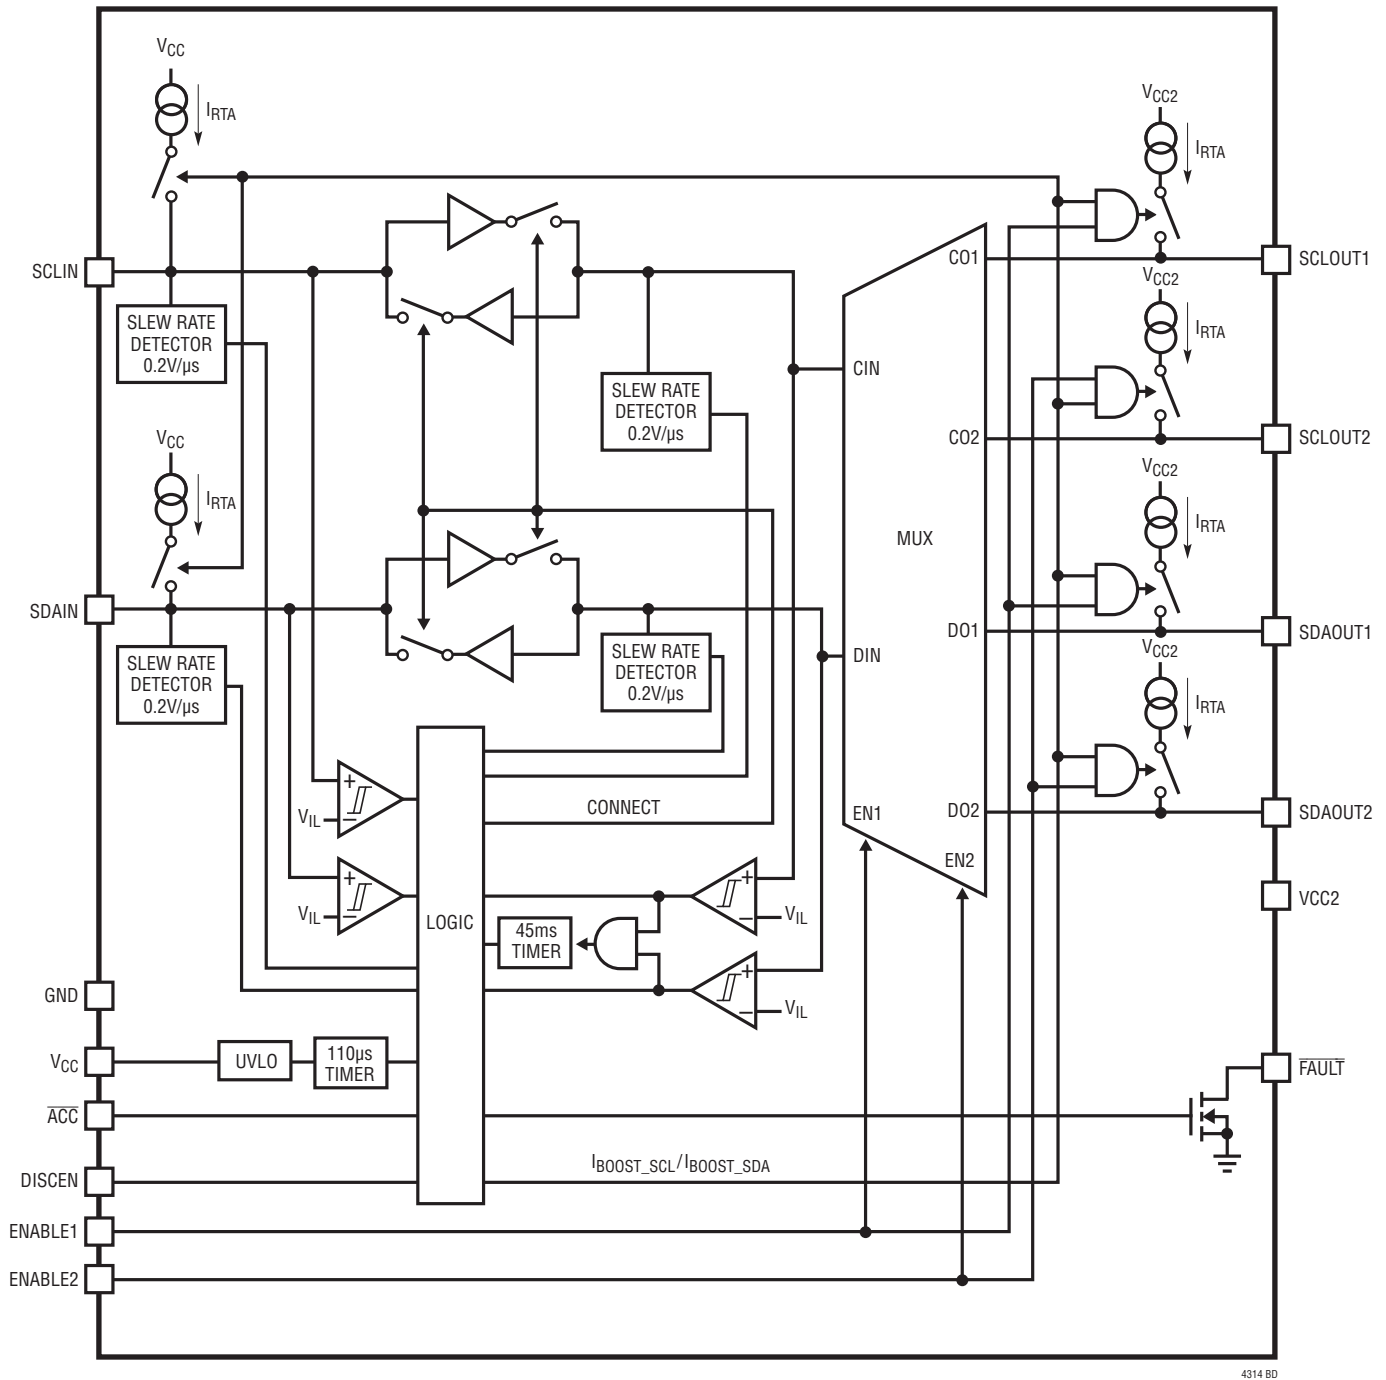 VCC
IRTA
VCC2
IRTA
SCLIN
CO1
SCLOUT1
SLEW RATE
DETECTOR
0.2V/µs
VCC2
IRTA
CIN
SLEW RATE
DETECTOR
0.2V/µs
VCC
IRTA
CO2
SCLOUT2
VCC2
IRTA
MUX
SDAIN
DO1
SDAOUT1
SLEW RATE
DETECTOR
0.2V/µs
SLEW RATE
DETECTOR
0.2V/µs
DIN
VCC2
IRTA
VIL
CONNECT
EN1
DO2
SDAOUT2
EN2
VIL
LOGIC
45ms
TIMER
VIL
VCC2
GND
VIL
VCC
UVLO
110µs
TIMER
FAULT
ACC
DISCEN
IBOOST_SCL/IBOOST_SDA
ENABLE1
ENABLE2
4314 BD